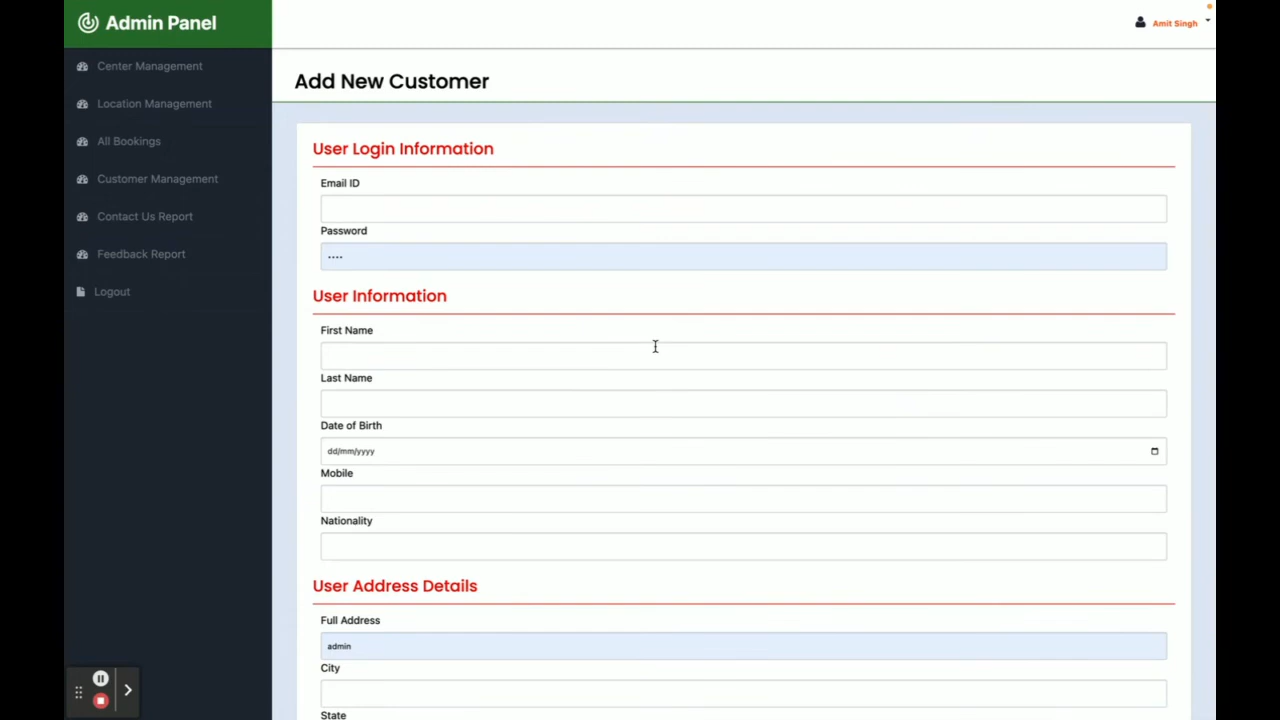 Admin Panel
Amit Singh
Center Management
Location Management
All Bookings
Customer Management
Contact Us Report
Feedback Report
Logout
Add New Customer
User Login Information
Email ID
Password
····
User Information
First Name
Last Name
Date of Birth
dd/mm/yyyy
Mobile
Nationality
User Address Details
Full Address
admin
City
State